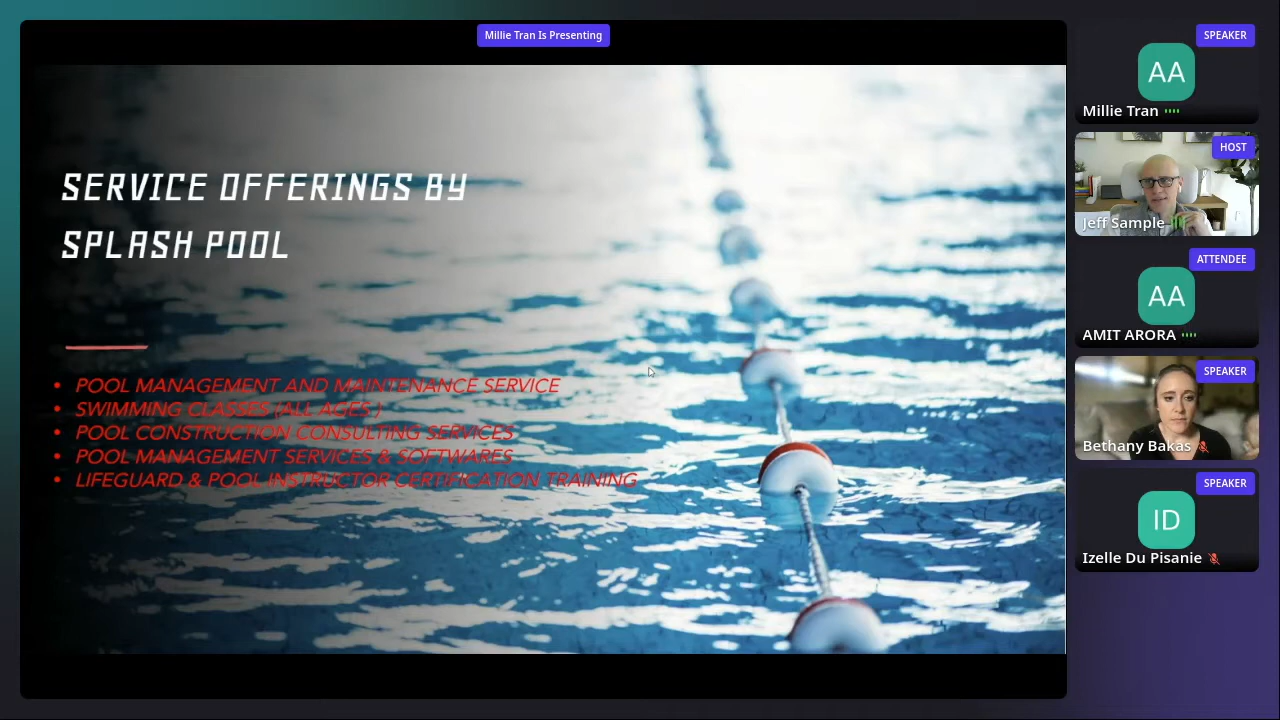 Millie Tran Is Presenting
SERVICE OFFERINGS BY
SPLASH POOL
• POOL MANAGEMENT AND MAINTENANCE SERVICE
• SWIMMING CLASSES (ALL AGES )
• POOL CONSTRUCTION CONSULTING SERVICES
• POOL MANAGEMENT SERVICES & SOFTWARES
• LIFEGUARD & POOL INSTRUCTOR CERTIFICATION TRAINING
SPEAKER
AA
Millie Tran
HOST
Jeff Sample
ATTENDEE
AA
AMIT ARORA
SPEAKER
Bethany Bakas
SPEAKER
ID
Izelle Du Pisanie